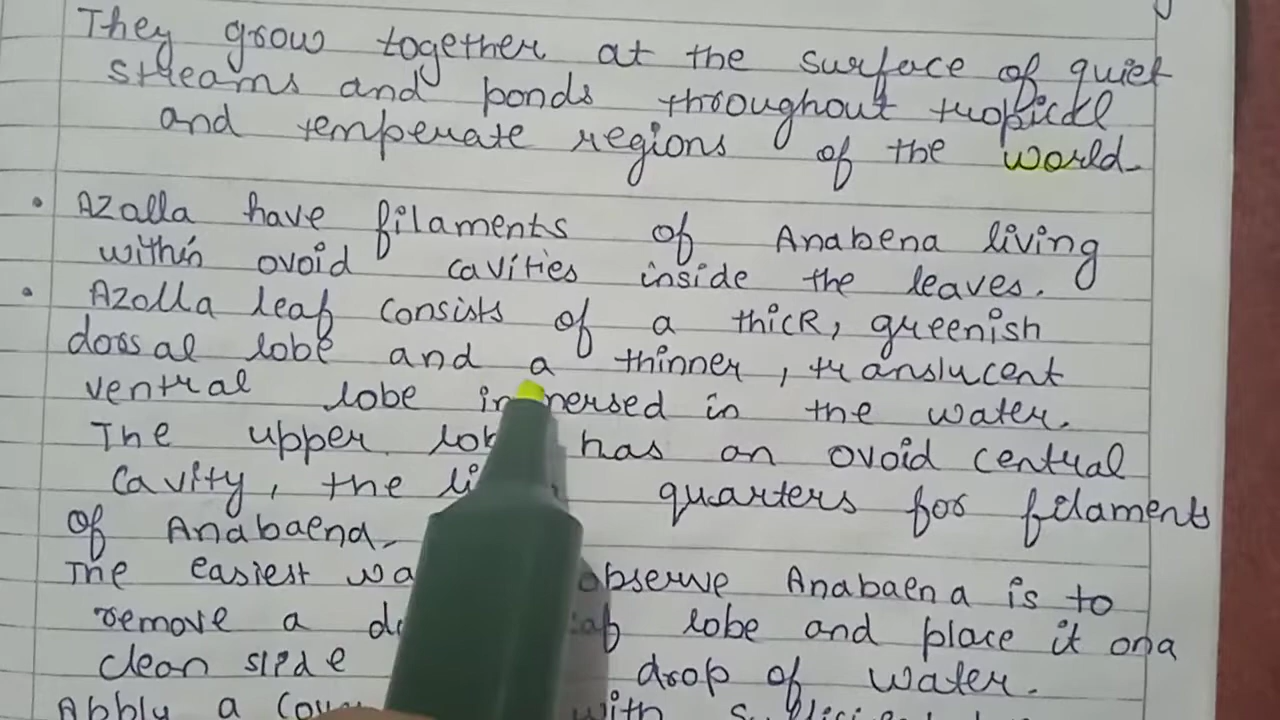 They grow together at the surface of quiet
streams and ponds throughout tropical
and temperate regions of the world.
• Azalla have filaments of Anabena living
within ovoid cavities inside the leaves.
• Azolla leaf consists of a thick, greenish
dorsal lobe and a thinner, translucent
ventral lobe immersed in the water.
The upper has an ovoid central
cavity, the quarters for filaments
of Anabaena.
The easiest observe Anabaena is to
remove a lobe and place it on a
clean slide drop of water.
Apply a with